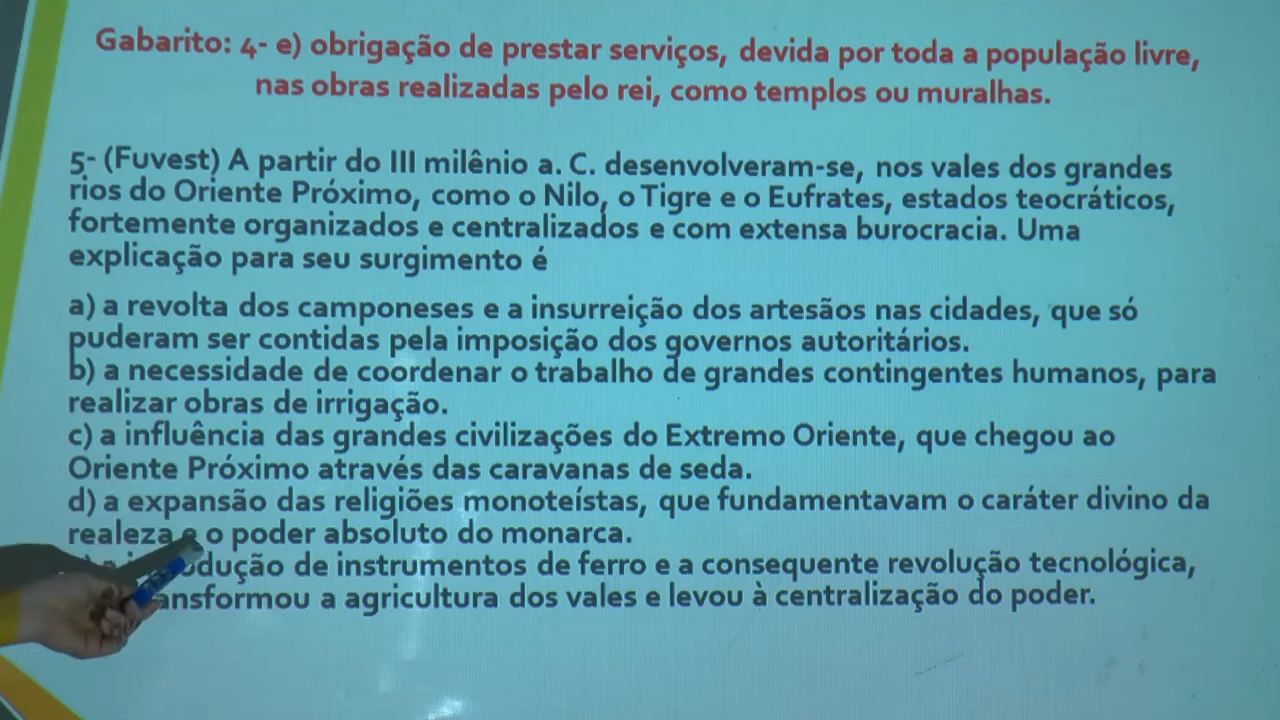 Gabarito: 4- e) obrigação de prestar serviços, devida por toda a população livre,
nas obras realizadas pelo rei, como templos ou muralhas.
5- (Fuvest) A partir do III milênio a. C. desenvolveram-se, nos vales dos grandes
rios do Oriente Próximo, como o Nilo, o Tigre e o Eufrates, estados teocráticos,
fortemente organizados e centralizados e com extensa burocracia. Uma
explicação para seu surgimento é
a) a revolta dos camponeses e a insurreição dos artesãos nas cidades, que só
puderam ser contidas pela imposição dos governos autoritários.
b) a necessidade de coordenar o trabalho de grandes contingentes humanos, para
realizar obras de irrigação.
c) a influência das grandes civilizações do Extremo Oriente, que chegou ao
Oriente Próximo através das caravanas de seda.
d) a expansão das religiões monoteístas, que fundamentavam o caráter divino da
realeza e o poder absoluto do monarca.
de instrumentos de ferro e a consequente revolução tecnológica,
a agricultura dos vales e levou à centralização do poder.